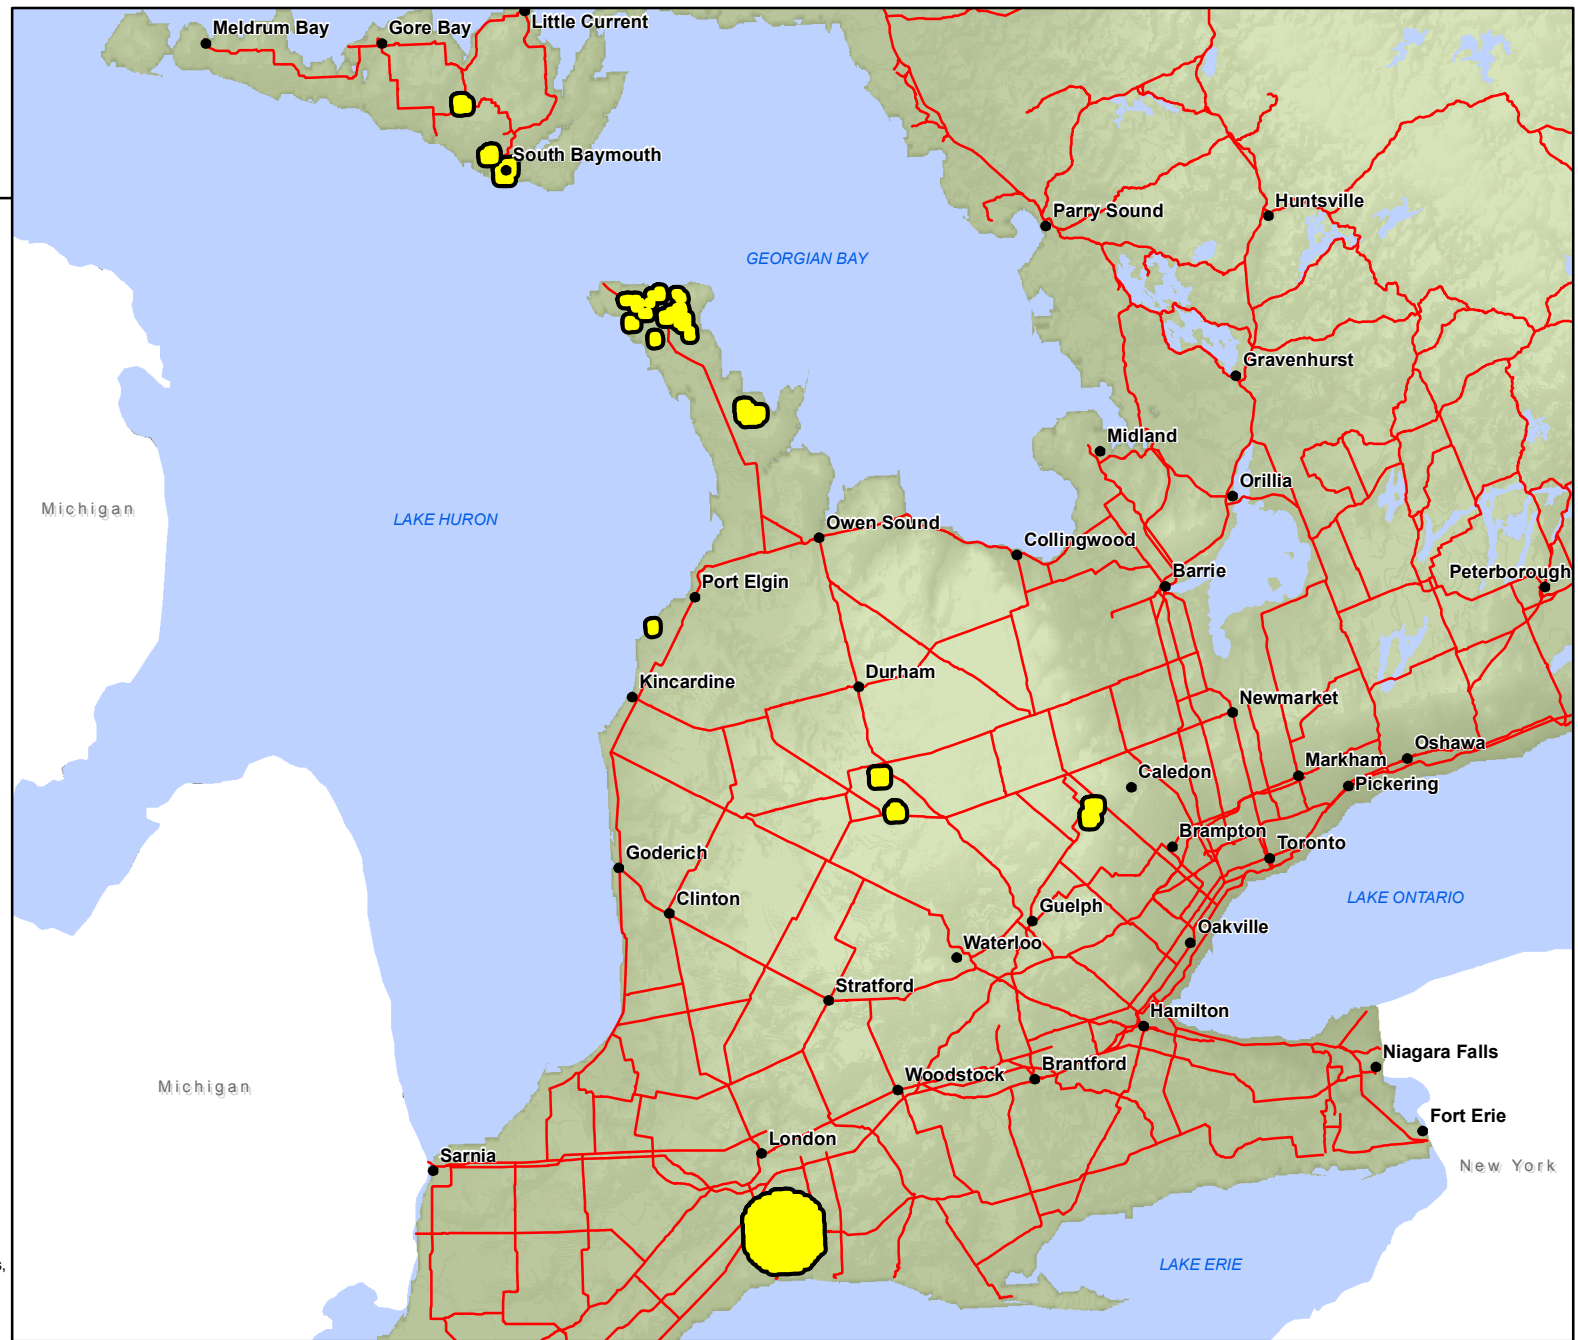 Meldrum Bay
Gore Bay
Little Current
South Baymouth
Parry Sound
Huntsville
GEORGIAN BAY
Gravenhurst
Midland
Orillia
Michigan
LAKE HURON
Owen Sound
Collingwood
Barrie
Peterborough
Port Elgin
Durham
Kincardine
Newmarket
Oshawa
Markham
Caledon
Pickering
Brampton
Toronto
Goderich
Clinton
Guelph
LAKE ONTARIO
Oakville
Waterloo
Stratford
Hamilton
Niagara Falls
Brantford
Woodstock
Michigan
Fort Erie
London
Sarnia
New York
LAKE ERIE